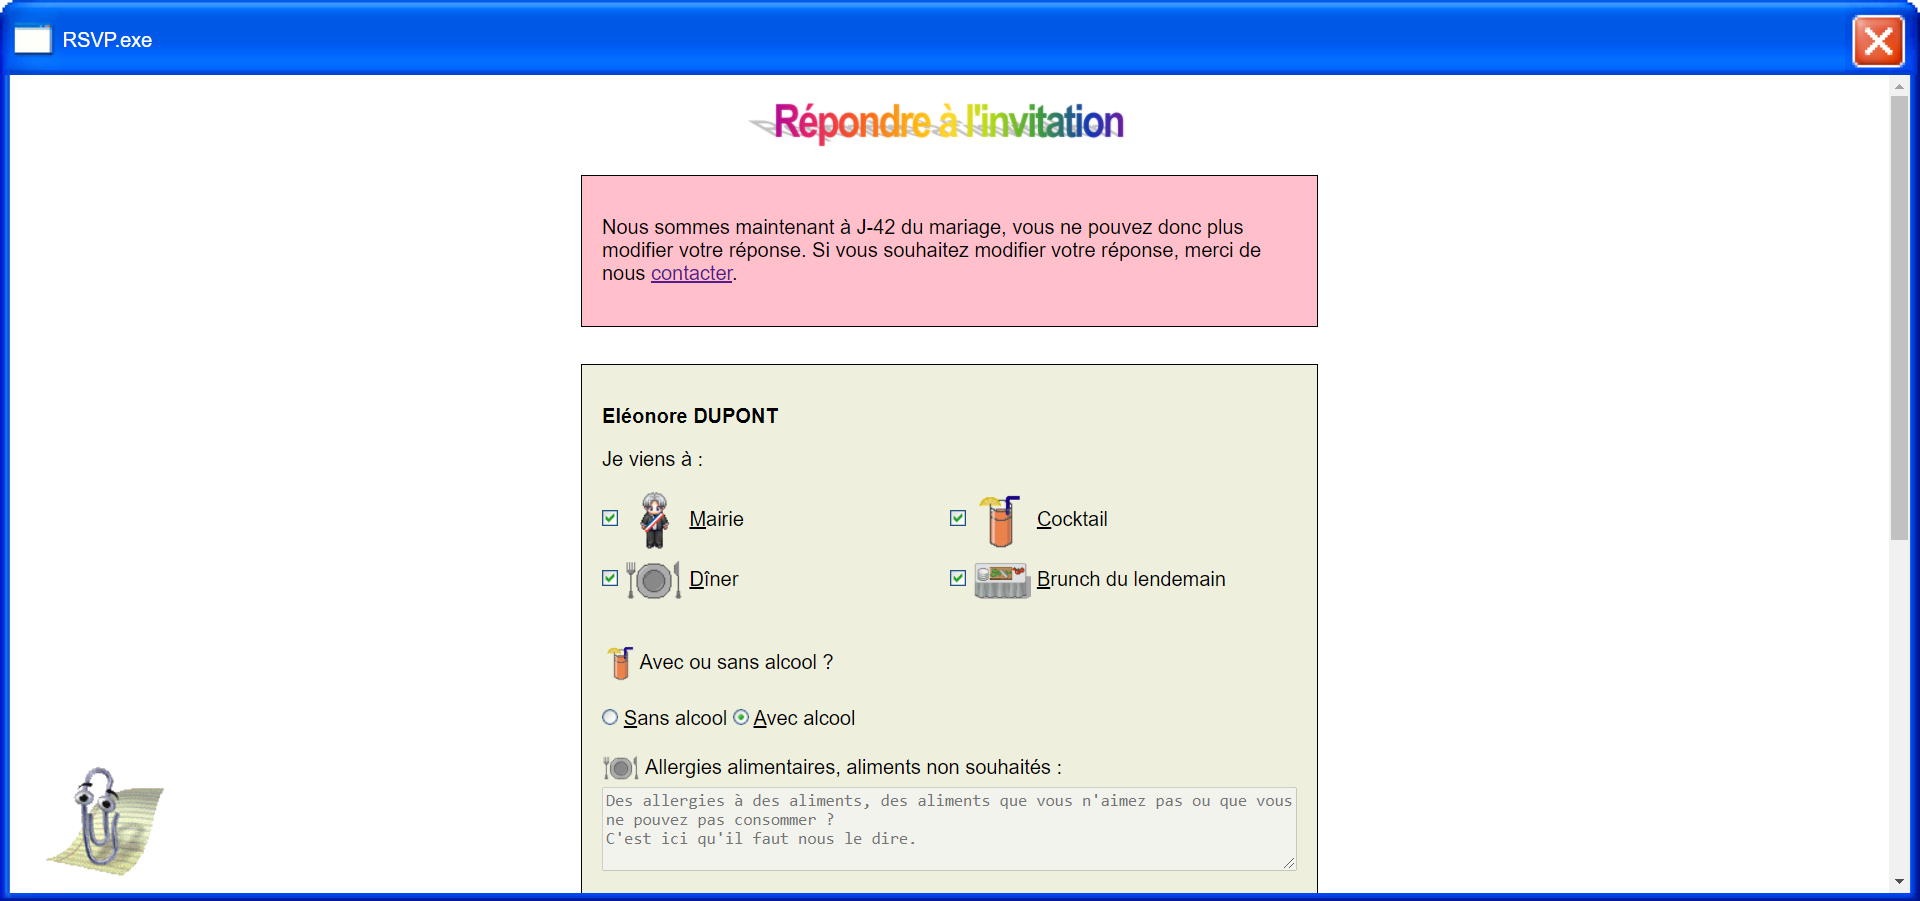 RSVP.exe
Répondre à l'invitation
Nous sommes maintenant à J-42 du mariage, vous ne pouvez donc plus
modifier votre réponse. Si vous souhaitez modifier votre réponse, merci de
nous contacter.
Eléonore DUPONT
Je viens à :
Mairie
Cocktail
Dîner
Brunch du lendemain
Avec ou sans alcool ?
Sans alcool Avec alcool
Allergies alimentaires, aliments non souhaités :
Des allergies à des aliments, des aliments que vous n'aimez pas ou que vous
ne pouvez pas consommer ?
C'est ici qu'il faut nous le dire.